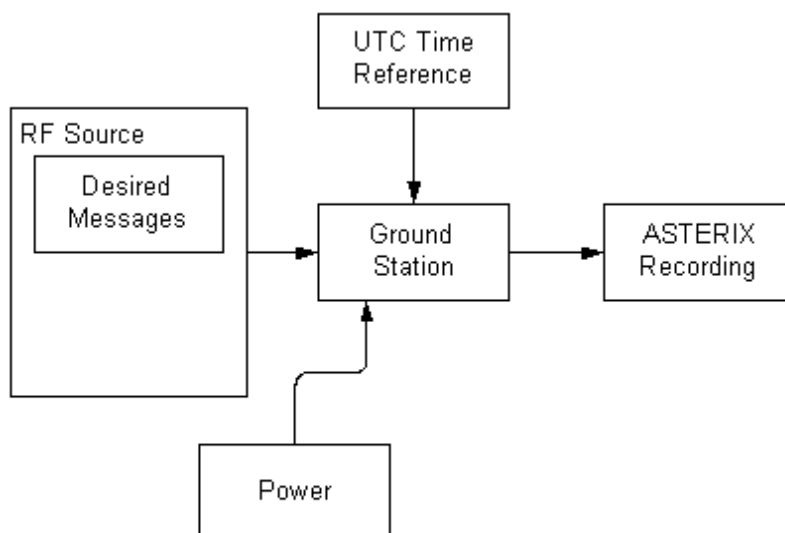 UTC Time
Reference
RF Source
Desired
Messages
Ground
Station
ASTERIX
Recording
Power